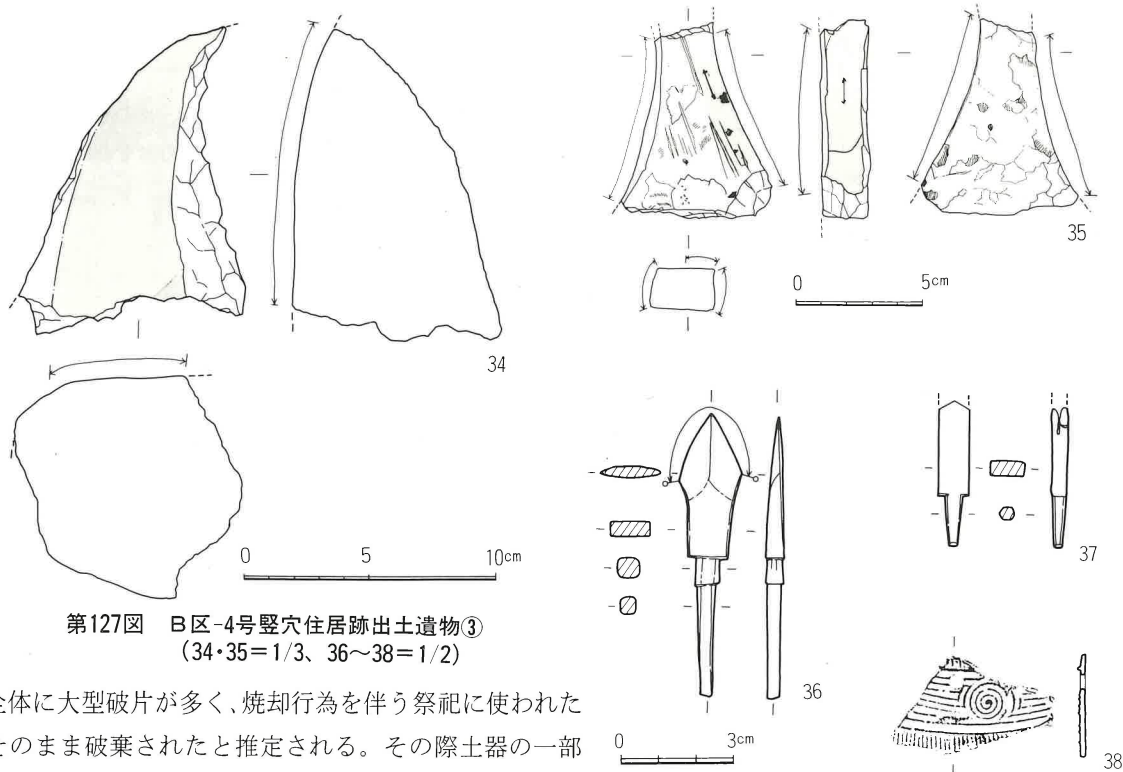 34
35
0 5cm
0 5 10cm
36
37
38
0 3cm
第127図 B区-4号竪穴住居跡出土遺物③
(34・35=1/3、36〜38=1/2)
全体に大型破片が多く、焼却行為を伴う祭祀に使われた
そのまま破棄されたと推定される。その際土器の一部